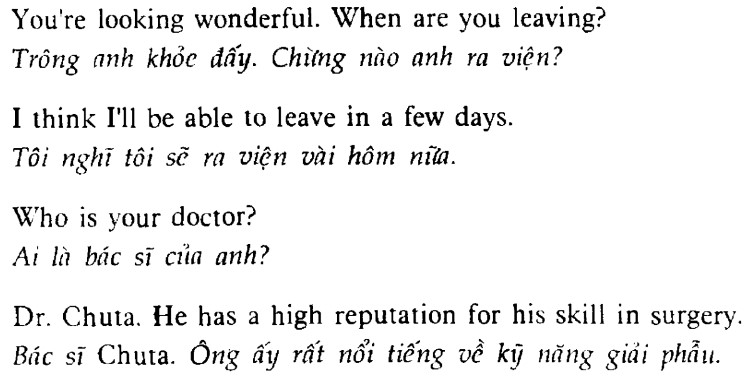 You're looking wonderful. When are you leaving?
Trông anh khỏe đấy. Chừng nào anh ra viện?
I think I'll be able to leave in a few days.
Tôi nghĩ tôi sẽ ra viện vài hôm nữa.
Who is your doctor?
Ai là bác sĩ của anh?
Dr. Chuta. He has a high reputation for his skill in surgery.
Bác sĩ Chuta. Ông ấy rất nổi tiếng về kỹ năng giải phẫu.